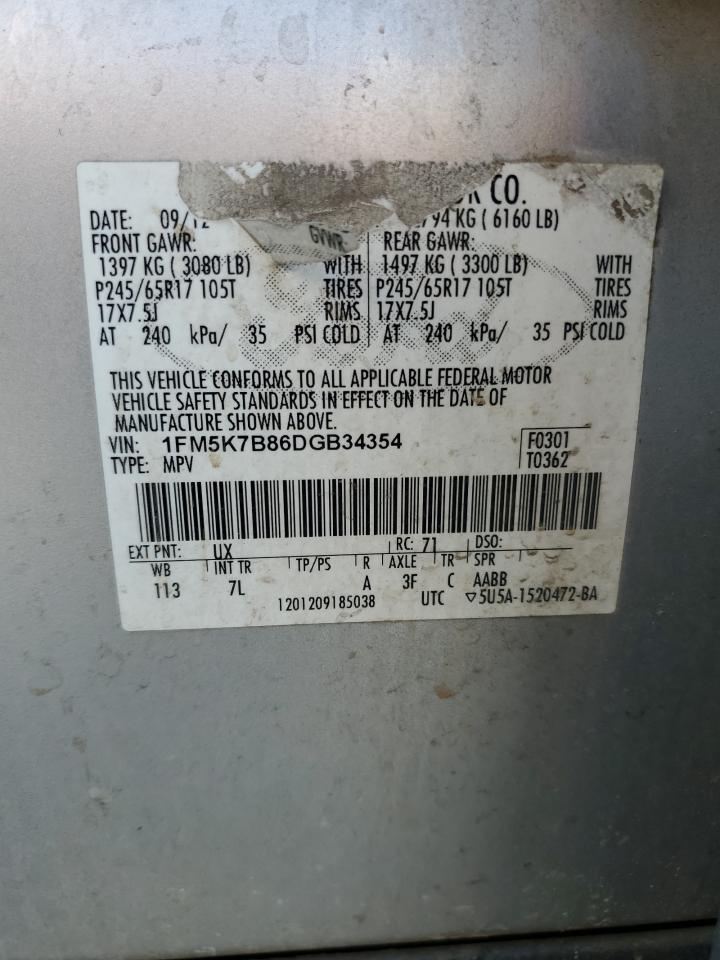 CO.
DATE: 09/12 GVWR 94 KG ( 6160 LB)
FRONT GAWR: REAR GAWR:
1397 KG ( 3080 LB) WITH 1497 KG ( 3300 LB) WITH
P245/65R17 105T TIRES P245/65R17 105T TIRES
17X7.5J RIMS 17X7.5J RIMS
AT 240 kPa/ 35 PSI COLD AT 240 kPa/ 35 PSI COLD
THIS VEHICLE CONFORMS TO ALL APPLICABLE FEDERAL MOTOR
VEHICLE SAFETY STANDARDS IN EFFECT ON THE DATE OF
MANUFACTURE SHOWN ABOVE.
VIN: 1FM5K7B86DGB34354 F0301
TYPE: MPV T0362
EXT PNT: UX RC: 71 DSO:
WB INT TR TP/PS R AXLE TR SPR
113 7L A 3F C AABB
1201209185038 UTC ▽5U5A-1520472-BA